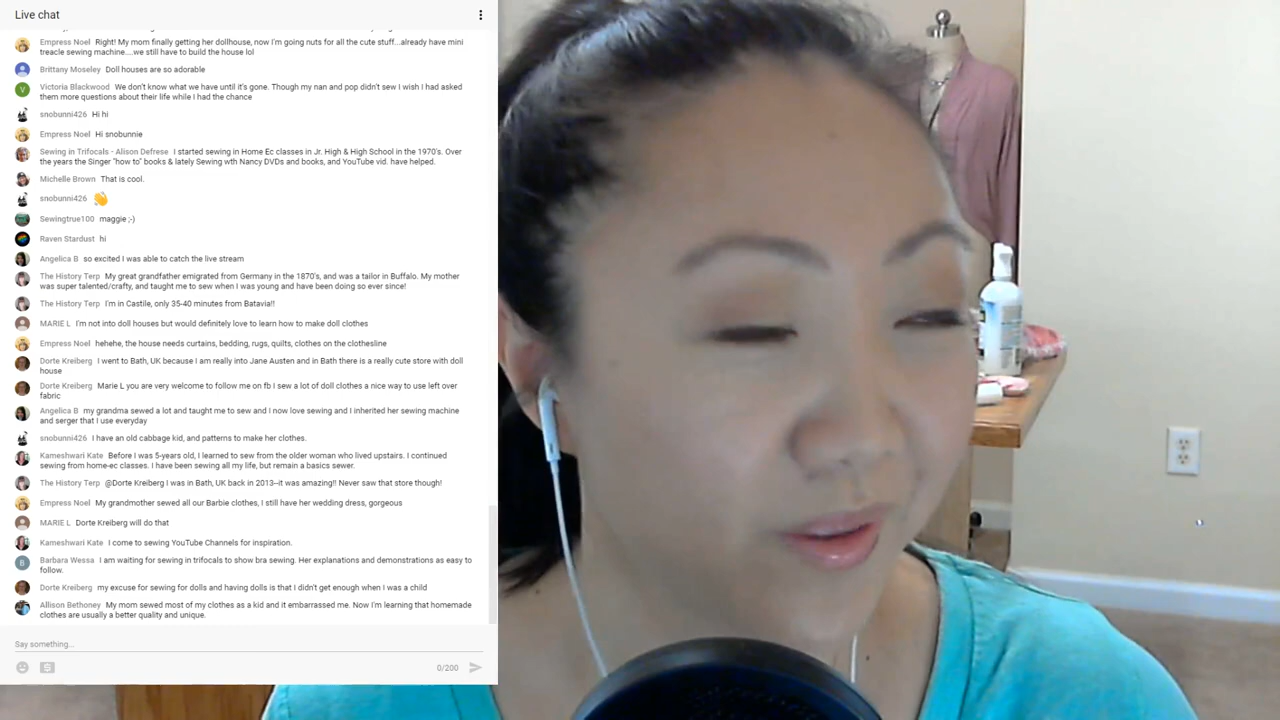 Live chat
Empress Noel Right! My mom finally getting her dollhouse, now I'm going nuts for all the cute stuff...already have mini
treacle sewing machine....we still have to build the house lol
Brittany Moseley Doll houses are so adorable
Victoria Blackwood We don't know what we have until it's gone. Though my nan and pop didn't sew I wish I had asked
them more questions about their life while I had the chance
snobunni426 Hi hi
Empress Noel Hi snobunnie
Sewing in Trifocals - Alison Defrese I started sewing in Home Ec classes in Jr. High & High School in the 1970's. Over
the years the Singer "how to" books & lately Sewing wth Nancy DVDs and books, and YouTube vid. have helped.
Michelle Brown That is cool.
snobunni426 👋
Sewingtrue100 maggie ;-)
Raven Stardust hi
Angelica B so excited I was able to catch the live stream
The History Terp My great grandfather emigrated from Germany in the 1870's, and was a tailor in Buffalo. My mother
was super talented/crafty, and taught me to sew when I was young and have been doing so ever since!
The History Terp I'm in Castile, only 35-40 minutes from Batavia!!
MARIE L I'm not into doll houses but would definitely love to learn how to make doll clothes
Empress Noel hehehe, the house needs curtains, bedding, rugs, quilts, clothes on the clothesline
Dorte Kreiberg I went to Bath, UK because I am really into Jane Austen and in Bath there is a really cute store with doll
house
Dorte Kreiberg Marie L you are very welcome to follow me on fb I sew a lot of doll clothes a nice way to use left over
fabric
Angelica B my grandma sewed a lot and taught me to sew and I now love sewing and I inherited her sewing machine
and serger that I use everyday
snobunni426 I have an old cabbage kid, and patterns to make her clothes.
Kameshwari Kate Before I was 5-years old, I learned to sew from the older woman who lived upstairs. I continued
sewing from home-ec classes. I have been sewing all my life, but remain a basics sewer.
The History Terp @Dorte Kreiberg I was in Bath, UK back in 2013--it was amazing!! Never saw that store though!
Empress Noel My grandmother sewed all our Barbie clothes, I still have her wedding dress, gorgeous
MARIE L Dorte Kreiberg will do that
Kameshwari Kate I come to sewing YouTube Channels for inspiration.
B Barbara Wessa I am waiting for sewing in trifocals to show bra sewing. Her explanations and demonstrations as easy to
follow.
Dorte Kreiberg my excuse for sewing for dolls and having dolls is that I didn't get enough when I was a child
Allison Bethoney My mom sewed most of my clothes as a kid and it embarrassed me. Now I'm learning that homemade
clothes are usually a better quality and unique.
Say something...
0/200